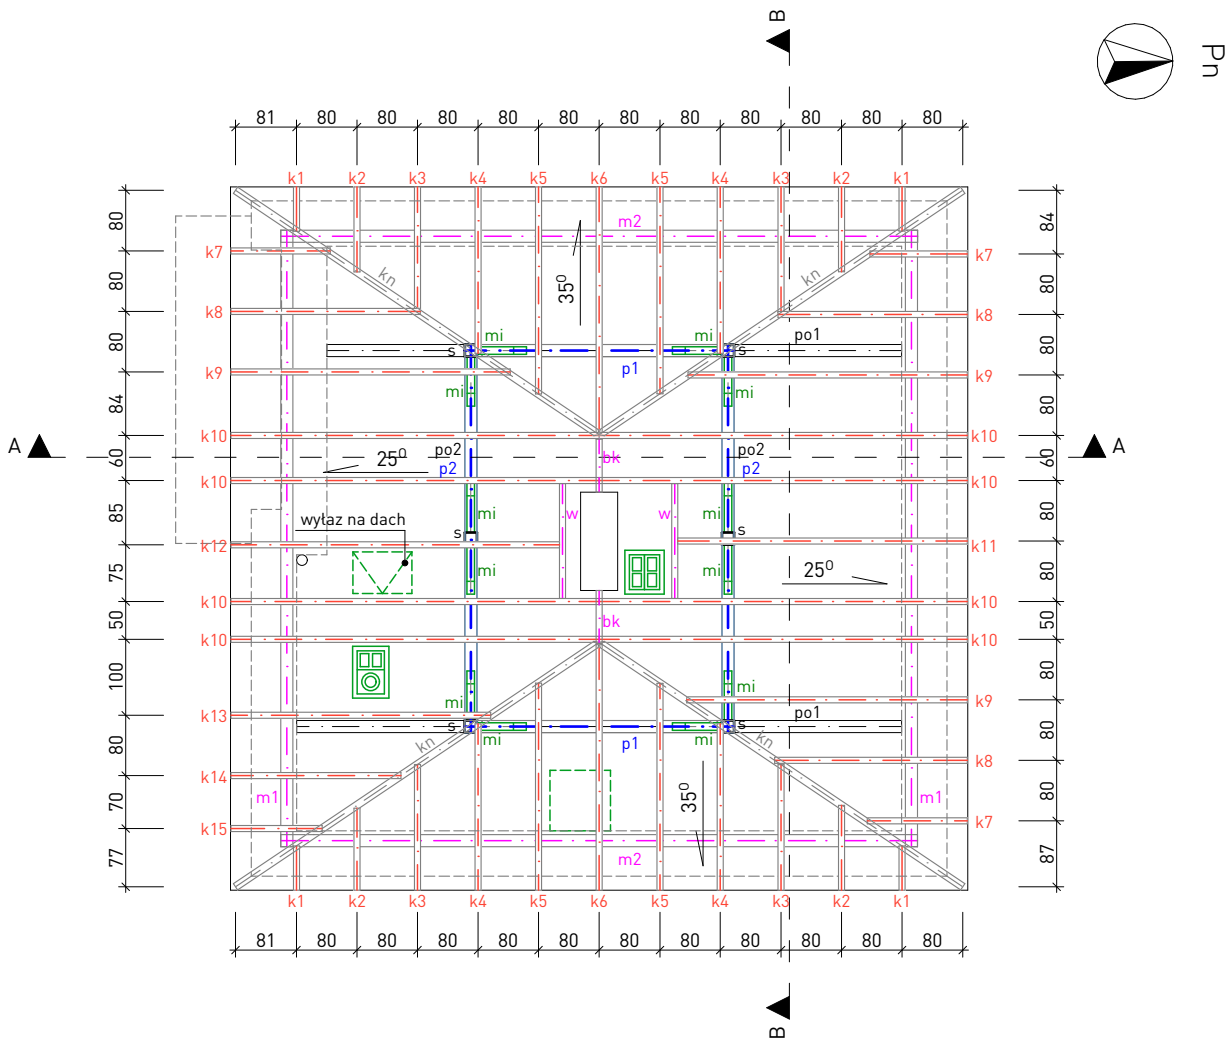 B
Pn
81 80 80 80 80 80 80 80 80 80 80 80
k1 k2 k3 k4 k5 k6 k5 k4 k3 k2 k1
80 m2 84
k7 kn 35⁰ kn k7
80 80
k8 k8
mi mi
80 s s po1 80
p1
k9 k9
mi mi
84 80
k10 k10
A 60 25⁰ po2 bk po2 60 A
p2 p2
k10 k10
85 wyłaz na dach mi w w mi 80
s s
k12 k11
75 mi mi 25⁰ 80
k10 k10
50 bk 50
k10 k10
100 mi mi 80
k9
k13 s mi mi s po1
80 kn p1 kn 80
k14 k8
70 m1 35⁰ m1 80
k15 k7
77 m2 87
k1 k2 k3 k4 k5 k6 k5 k4 k3 k2 k1
81 80 80 80 80 80 80 80 80 80 80 80
B